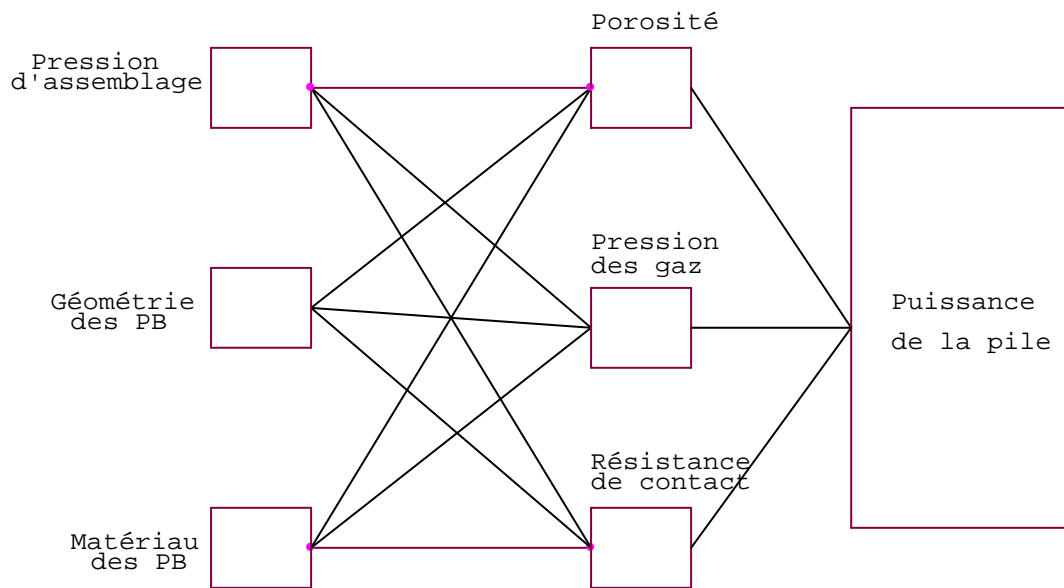 Porosité
Pression
d'assemblage
Pression
des gaz
Géométrie
des PB
Puissance
de la pile
Résistance
de contact
Matériau
des PB